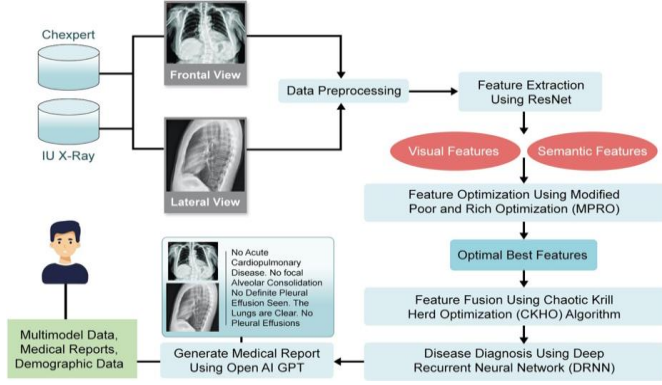 Chexpert
IU X-Ray
Frontal View
Lateral View
Data Preprocessing
Feature Extraction
Using ResNet
Visual Features
Semantic Features
Feature Optimization Using Modified
Poor and Rich Optimization (MPRO)
Optimal Best Features
Feature Fusion Using Chaotic Krill
Herd Optimization (CKHO) Algorithm
Disease Diagnosis Using Deep
Recurrent Neural Network (DRNN)
No Acute
Cardiopulmonary
Disease. No focal
Alveolar Consolidation
No Definite Pleural
Effusion Seen. The
Lungs are Clear. No
Pleural Effusions
Generate Medical Report
Using Open AI GPT
Multimodel Data,
Medical Reports,
Demographic Data